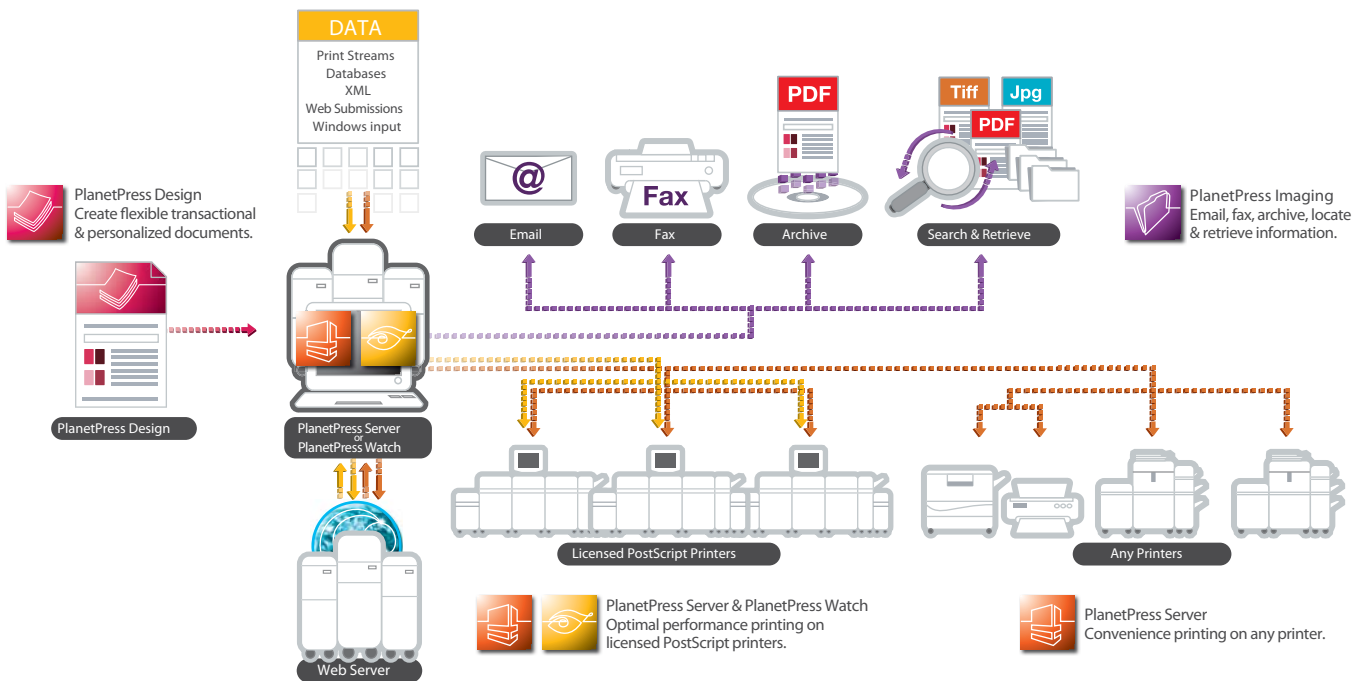 DATA
Print Streams
Databases
XML
Web Submissions
Windows input
PlanetPress Design
Create flexible transactional
& personalized documents.
@
Email
Fax
Fax
PDF
Archive
Tiff
Jpg
PDF
Search & Retrieve
PlanetPress Imaging
Email, fax, archive, locate
& retrieve information.
PlanetPress Design
PlanetPress Server
or
PlanetPress Watch
Licensed PostScript Printers
Any Printers
Web Server
PlanetPress Server & PlanetPress Watch
Optimal performance printing on
licensed PostScript printers.
PlanetPress Server
Convenience printing on any printer.